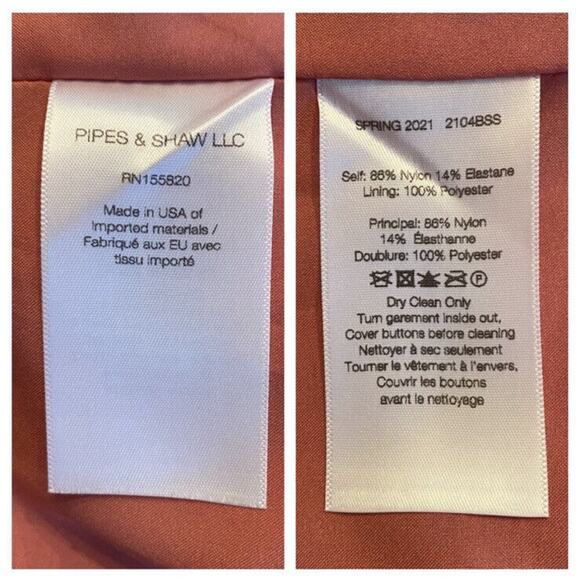 PIPES & SHAW LLC
RN155820
Made in USA of
imported materials /
Fabriqué aux EU avec
tissu importé
SPRING 2021 2104BSS
Self: 86% Nylon 14% Elastane
Lining: 100% Polyester
Principal: 86% Nylon
14% Élasthanne
Doublure: 100% Polyester
P
Dry Clean Only
Turn garement inside out,
Cover buttons before cleaning
Nettoyer à sec seulement
Tourner le vêtement à l'envers,
Couvrir les boutons
avant le nettoyage